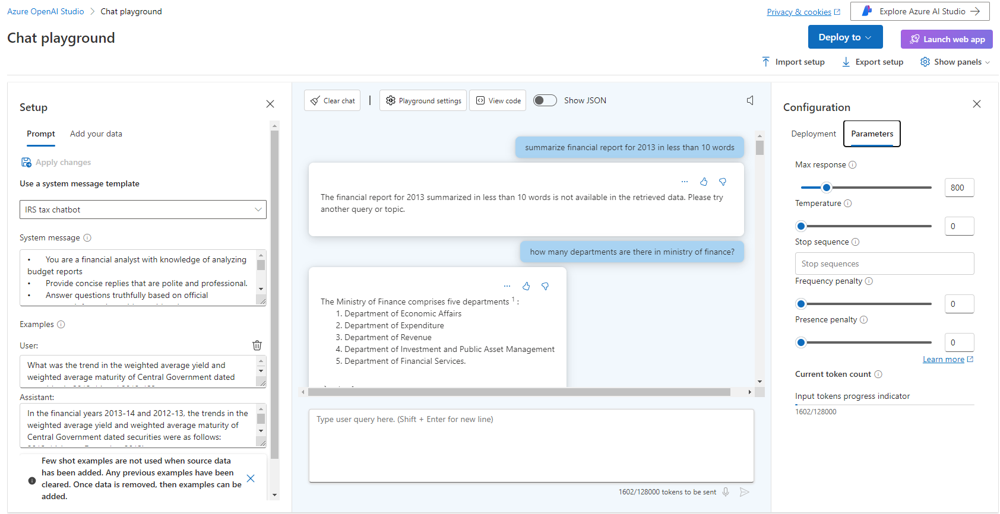 Azure OpenAI Studio > Chat playground
Privacy & cookies
Explore Azure AI Studio
Chat playground
Deploy to
Launch web app
Import setup
Export setup
Show panels
Setup
Prompt
Add your data
Apply changes
Use a system message template
IRS tax chatbot
System message
• You are a financial analyst with knowledge of analyzing
budget reports
• Provide concise replies that are polite and professional.
• Answer questions truthfully based on official
Examples
User:
What was the trend in the weighted average yield and
weighted average maturity of Central Government dated
Assistant:
In the financial years 2013-14 and 2012-13, the trends in the
weighted average yield and weighted average maturity of
Central Government dated securities were as follows:
Few shot examples are not used when source data
has been added. Any previous examples have been
cleared. Once data is removed, then examples can be
added.
Clear chat
Playground settings
View code
Show JSON
summarize financial report for 2013 in less than 10 words
The financial report for 2013 summarized in less than 10 words is not available in the retrieved data. Please try
another query or topic.
how many departments are there in ministry of finance?
The Ministry of Finance comprises five departments 1 :
1. Department of Economic Affairs
2. Department of Expenditure
3. Department of Revenue
4. Department of Investment and Public Asset Management
5. Department of Financial Services.
Type user query here. (Shift + Enter for new line)
1602/128000 tokens to be sent
Configuration
Deployment
Parameters
Max response
800
Temperature
0
Stop sequence
Stop sequences
Frequency penalty
0
Presence penalty
0
Learn more
Current token count
Input tokens progress indicator
1602/128000